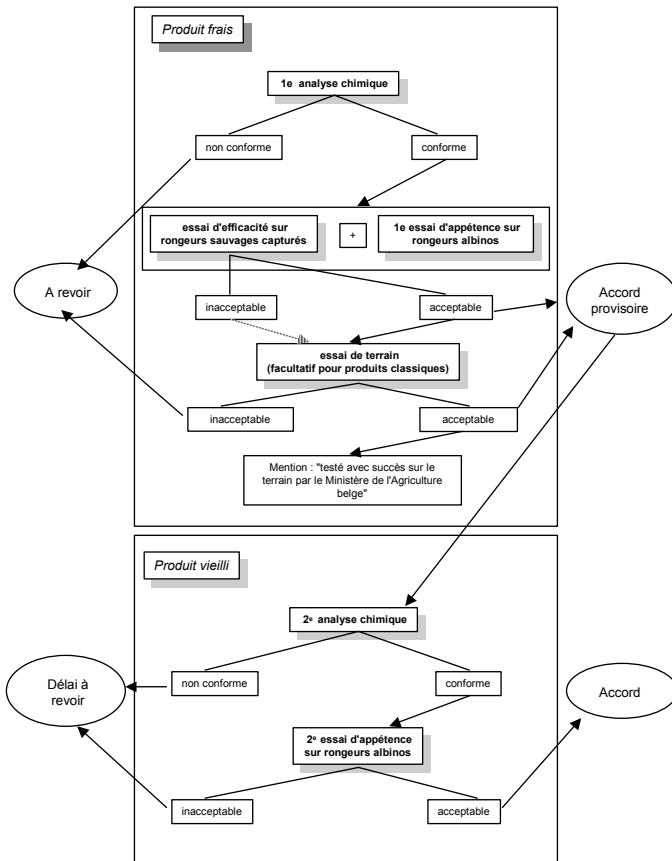 Produit frais
1e analyse chimique
non conforme
conforme
essai d'efficacité sur
rongeurs sauvages capturés
+
1e essai d'appétence sur
rongeurs albinos
A revoir
inacceptable
acceptable
Accord
provisoire
essai de terrain
(facultatif pour produits classiques)
inacceptable
acceptable
Mention : "testé avec succès sur le
terrain par le Ministère de l'Agriculture
belge"
Produit vieilli
2e analyse chimique
Délai à
revoir
non conforme
conforme
Accord
2e essai d'appétence
sur rongeurs albinos
inacceptable
acceptable